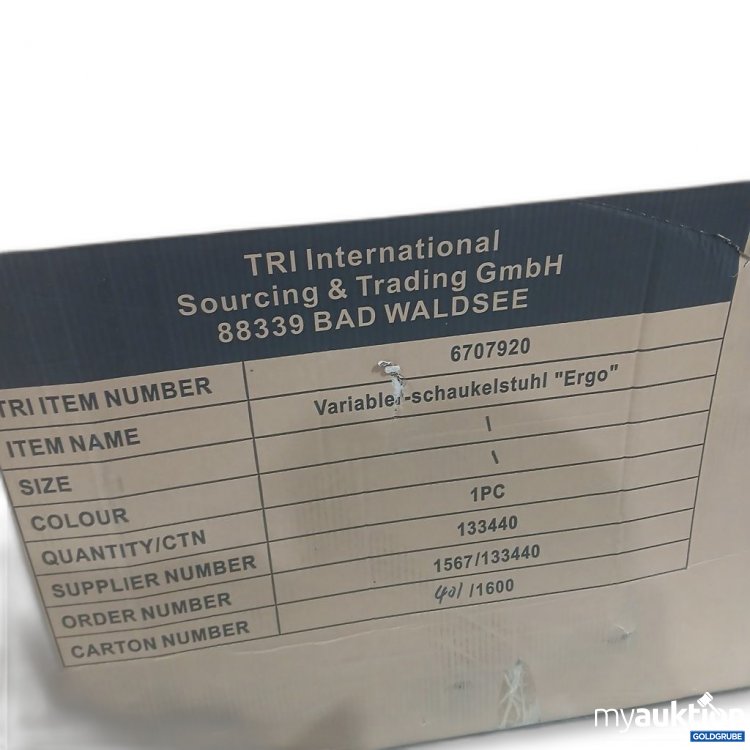 TRI International
Sourcing & Trading GmbH
88339 BAD WALDSEE
TRI ITEM NUMBER 6707920
ITEM NAME Variabler-schaukelstuhl "Ergo"
SIZE /
COLOUR \
QUANTITY/CTN 1PC
SUPPLIER NUMBER 133440
ORDER NUMBER 1567/133440
CARTON NUMBER 401/1600
myauktion
GOLDGRUBE